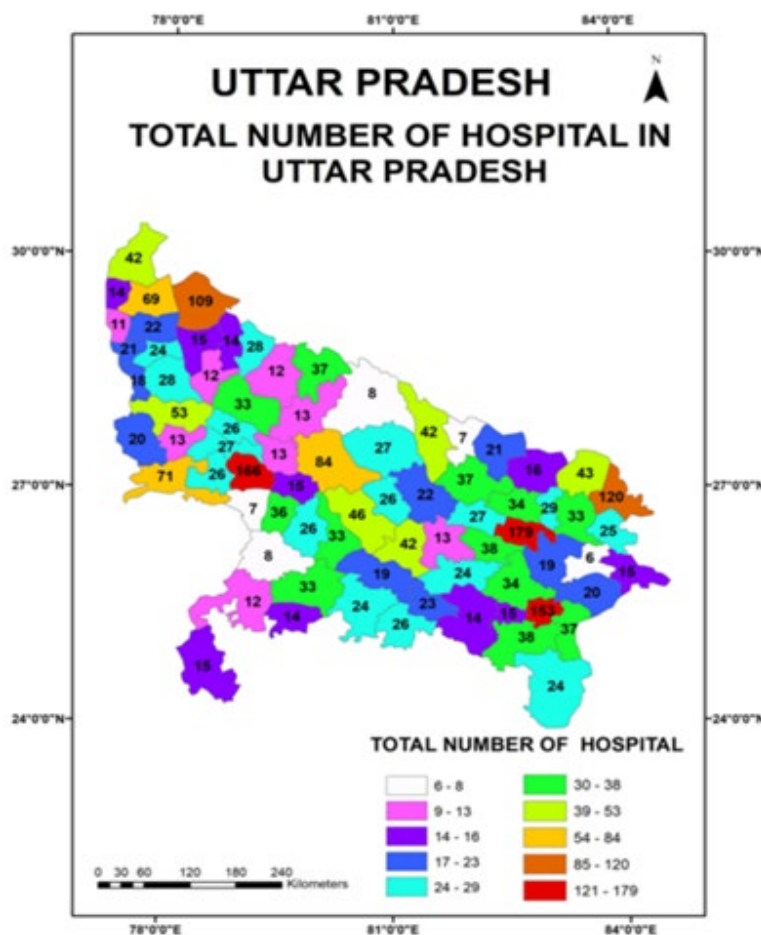 78°0'0"E 81°0'0"E 84°0'0"E
N
UTTAR PRADESH
TOTAL NUMBER OF HOSPITAL IN
UTTAR PRADESH
30°0'0"N 30°0'0"N
42
14 69 109
11 22
21 24 15 14 28
18 28 12 12 37
8
53 33 13
20 13 26 42 7
27 13 27 21
71 26 166 84 37 16 43
15 26 22 34 29 120
27°0'0"N 27°0'0"N
7 36 46 27 33
26 33 42 13 179 25
8 38 19 6
33 19 24 34 15
12 14 24 23 14 15 153 20
26 38 37
15 24
24°0'0"N 24°0'0"N
TOTAL NUMBER OF HOSPITAL
6 - 8 30 - 38
9 - 13 39 - 53
14 - 16 54 - 84
17 - 23 85 - 120
24 - 29 121 - 179
0 30 60 120 180 240
Kilometers
78°0'0"E 81°0'0"E 84°0'0"E